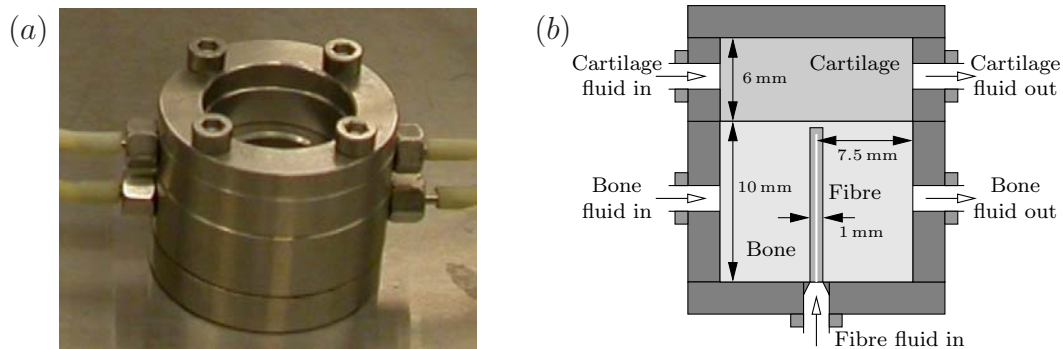 (a)
(b)
Cartilage
fluid in
6 mm
Cartilage
Cartilage
fluid out
7.5 mm
10 mm
Bone
fluid in
Fibre
Bone
fluid out
1 mm
Bone
Fibre fluid in